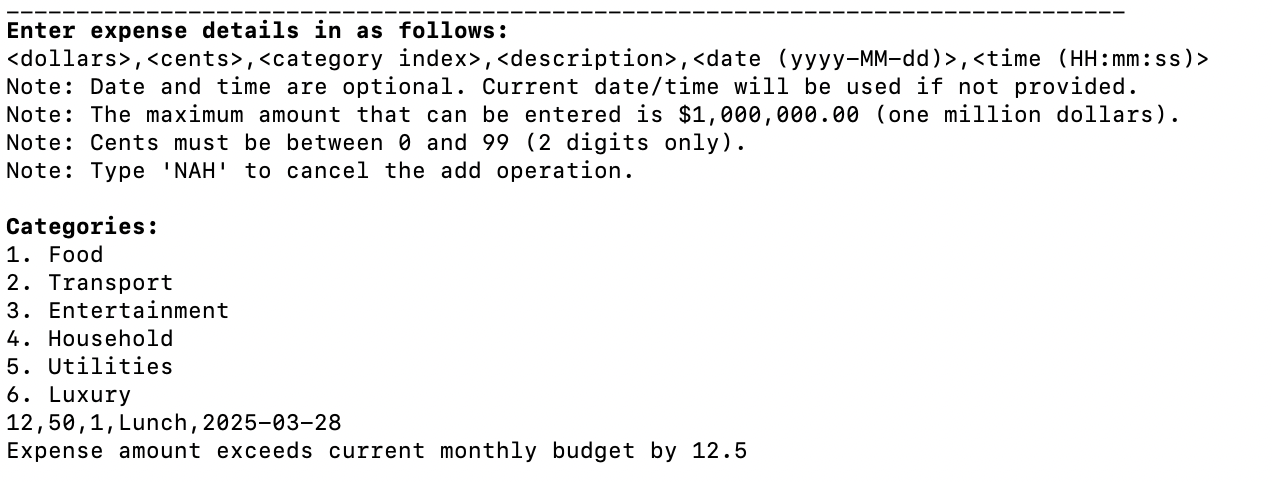 Enter expense details in as follows:
<dollars>,<cents>,<category index>,<description>,<date (yyyy-MM-dd)>,<time (HH:mm:ss)>
Note: Date and time are optional. Current date/time will be used if not provided.
Note: The maximum amount that can be entered is $1,000,000.00 (one million dollars).
Note: Cents must be between 0 and 99 (2 digits only).
Note: Type 'NAH' to cancel the add operation.
Categories:
1. Food
2. Transport
3. Entertainment
4. Household
5. Utilities
6. Luxury
12,50,1,Lunch,2025-03-28
Expense amount exceeds current monthly budget by 12.5